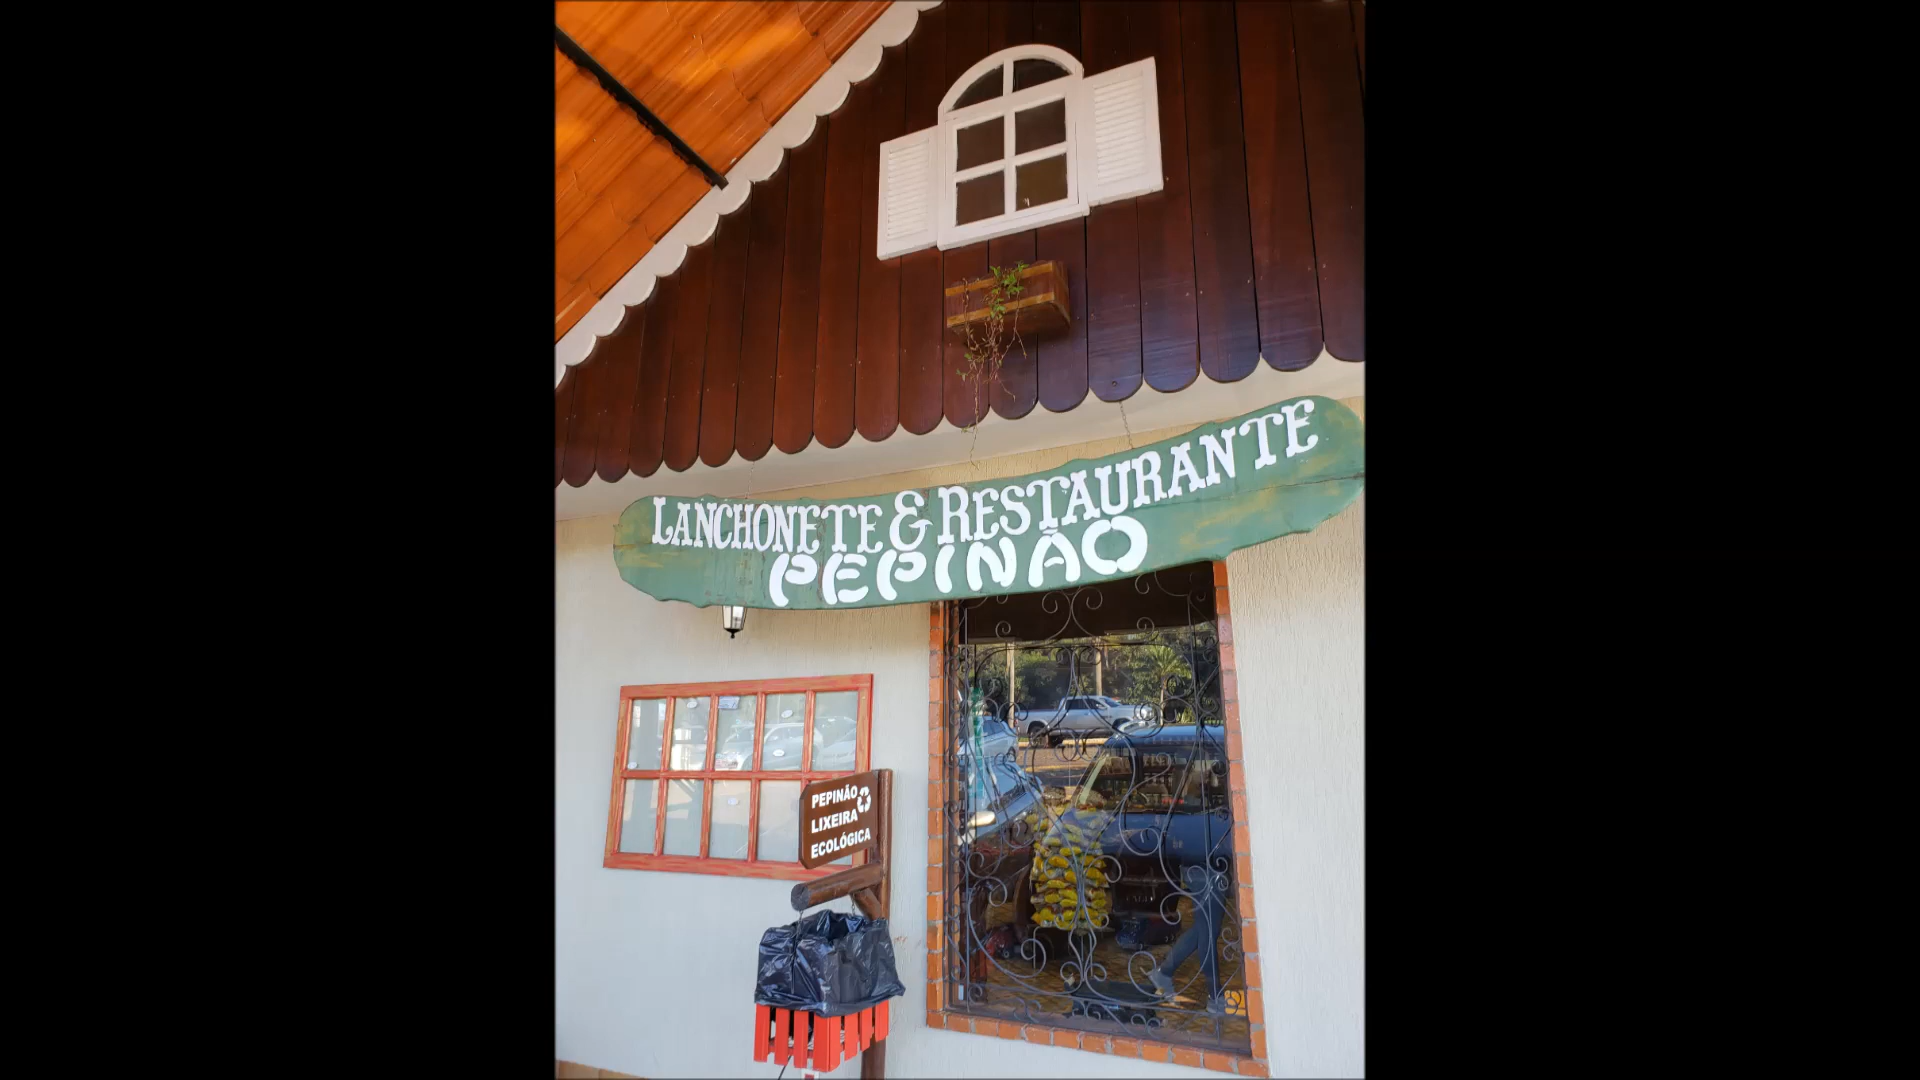 LANCHONETE & RESTAURANTE
PEPINÃO
PEPINÃO
LIXEIRA
ECOLÓGICA